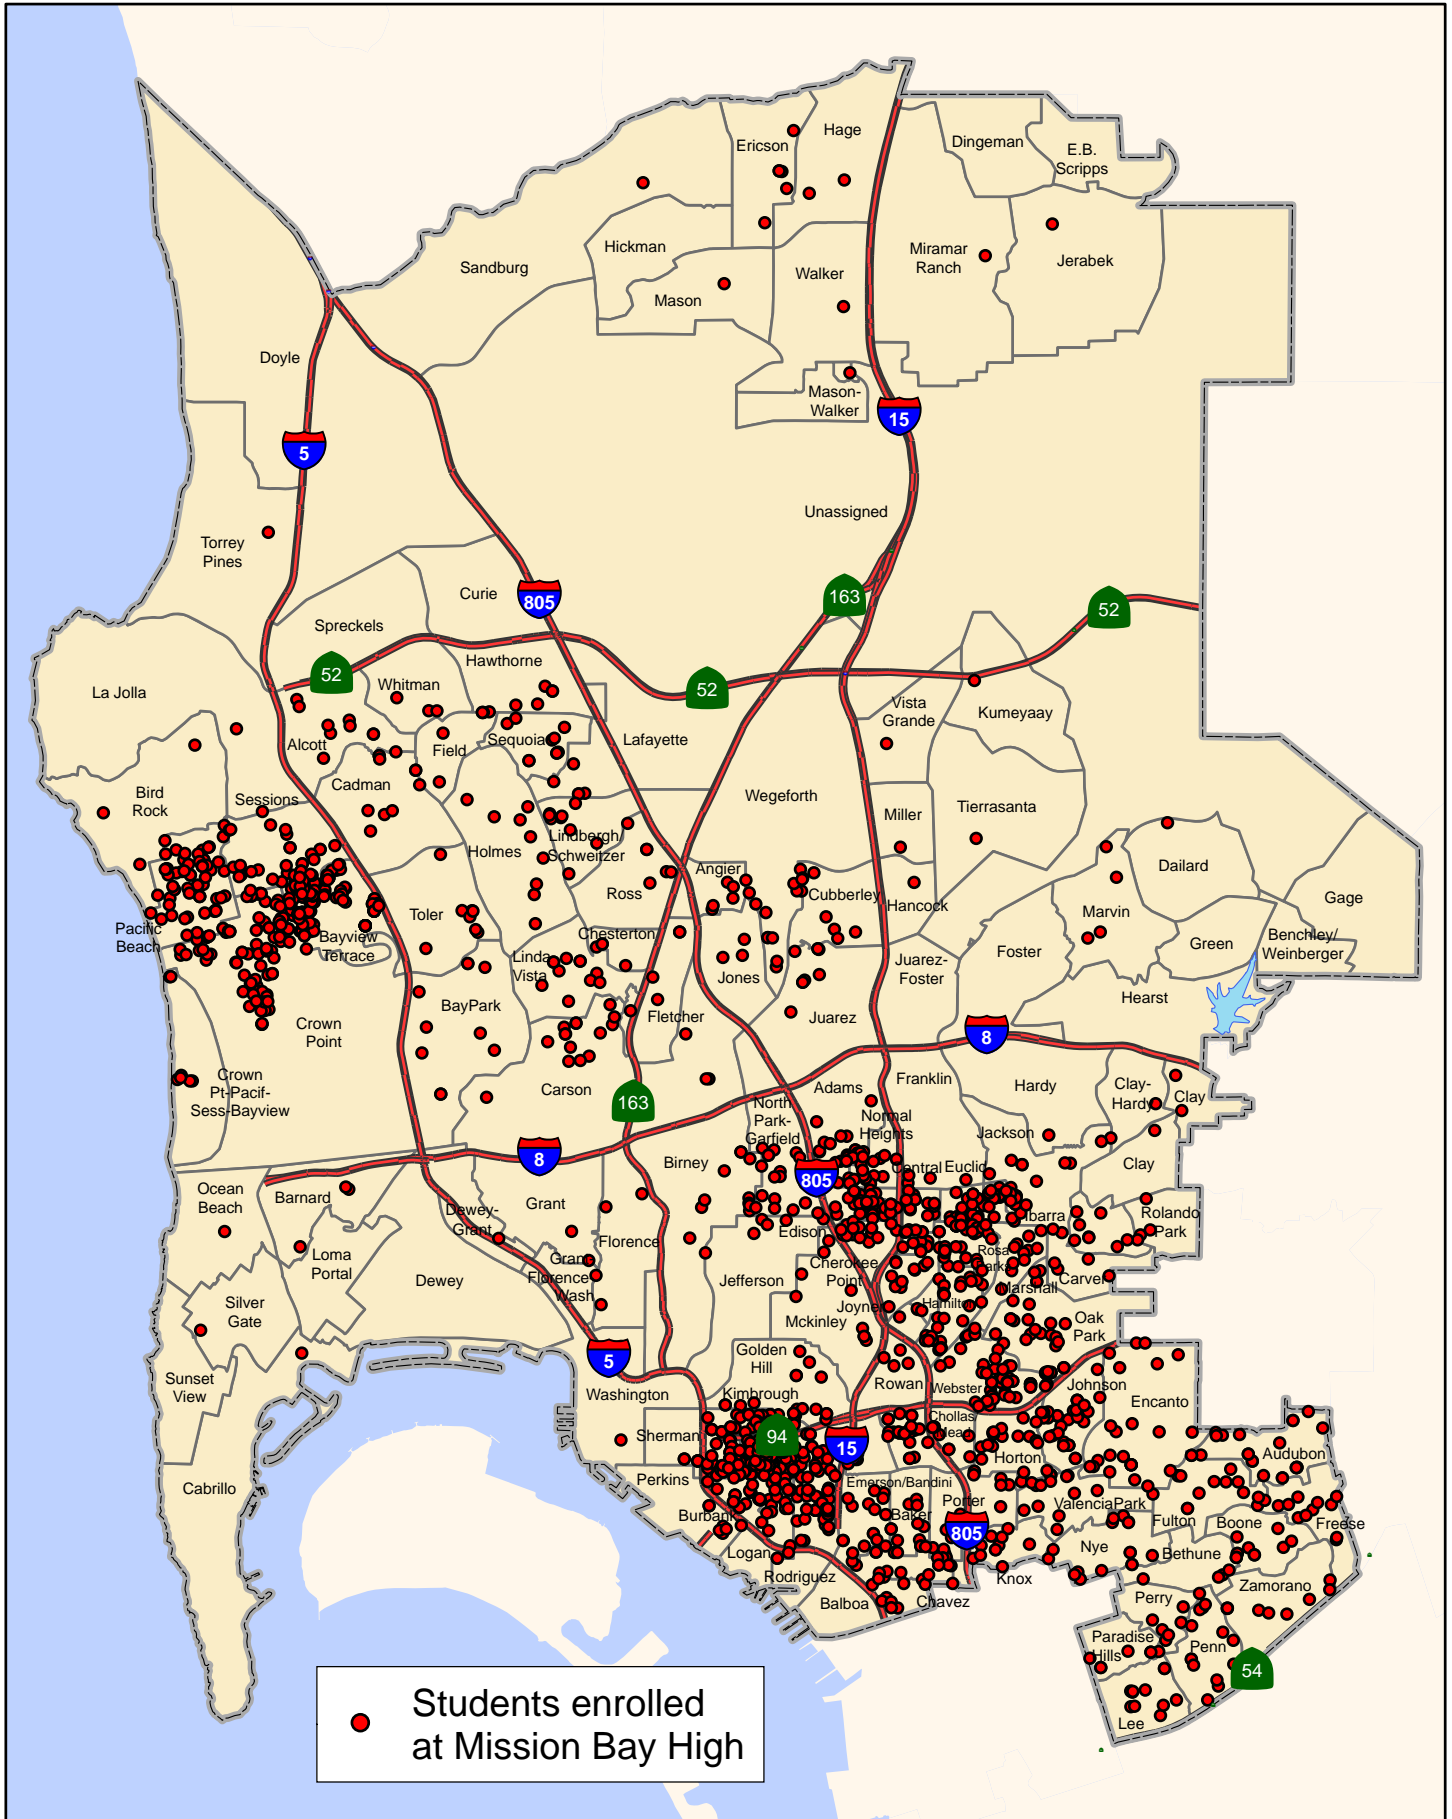 Hage
Ericson
Dingeman
E.B.
Scripps
Hickman
Sandburg
Mason
Walker
Miramar
Ranch
Jerabek
Doyle
Mason-
Walker
15
5
Unassigned
Torrey
Pines
Curie
805
163
52
Spreckels
Hawthorne
52
Whitman
52
La Jolla
Vista
Grande
Kumeyaay
Alcott
Field
Sequoia
Lafayette
Cadman
Bird
Rock
Sessions
Wegeforth
Miller
Tierrasanta
Holmes
Lindbergh/
Schweitzer
Dailard
Angier
Ross
Cubberley
Hancock
Gage
Marvin
Toler
Pacific
Beach
Bayview
Terrace
Chesterton
Green
Benchley/
Weinberger
Foster
Linda
Vista
Jones
Juarez-
Foster
BayPark
Hearst
Fletcher
Juarez
Crown
Point
8
Crown
Pt-Pacif-
Sess-Bayview
Carson
163
Adams
Franklin
Hardy
Clay-
Hardy
Clay
North
Park-
Garfield
Normal
Heights
Jackson
8
Birney
805
Central
Euclid
Clay
Ocean
Beach
Barnard
Grant
Dewey-
Grant
Ibarra
Rolando
Park
Edison
Florence
Loma
Portal
Grant
Florence
Wash
Dewey
Jefferson
Cherokee
Point
Rosa
Parks
Marshall
Carver
Silver
Gate
Joyner
Hamilton
Mckinley
Oak
Park
Golden
Hill
5
Sunset
View
Washington
Kimbrough
Rowan
Webster
Johnson
Encanto
Chollas
Mead
Sherman
94
15
Horton
Audubon
Perkins
Emerson/Bandini
Cabrillo
Burbank
Baker
Porter
ValenciaPark
Fulton
Boone
Freese
805
Logan
Nye
Bethune
Rodriguez
Knox
Zamorano
Balboa
Chavez
Perry
Paradise
Hills
Penn
54
Lee
Students enrolled
at Mission Bay High